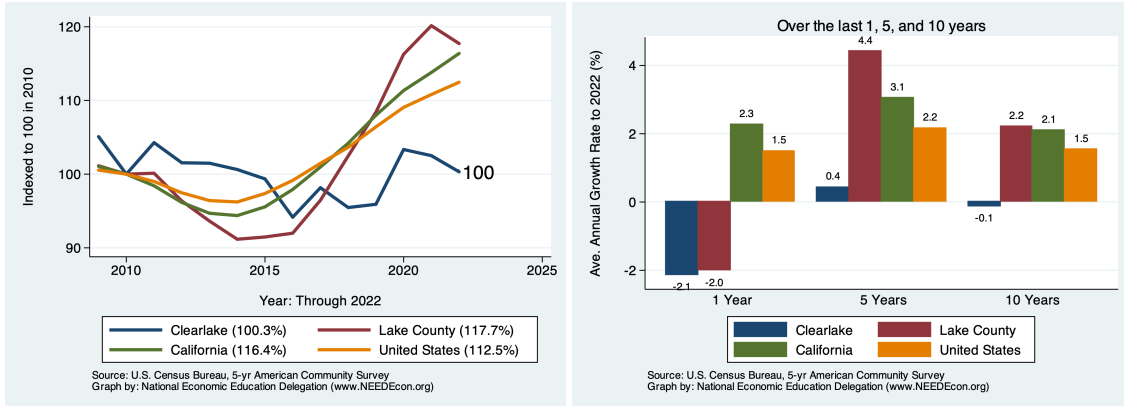 Indexed to 100 in 2010
120
110
100
90
100
2010 2015 2020 2025
Year: Through 2022
Clearlake (100.3%) Lake County (117.7%)
California (116.4%) United States (112.5%)
Source: U.S. Census Bureau, 5-yr American Community Survey
Graph by: National Economic Education Delegation (www.NEEDEcon.org)
Over the last 1, 5, and 10 years
Ave. Annual Growth Rate to 2022 (%)
4
2
0
-2
-2.1 -2.0 2.3 1.5
0.4 4.4 3.1 2.2
-0.1 2.2 2.1 1.5
1 Year 5 Years 10 Years
Clearlake Lake County
California United States
Source: U.S. Census Bureau, 5-yr American Community Survey
Graph by: National Economic Education Delegation (www.NEEDEcon.org)